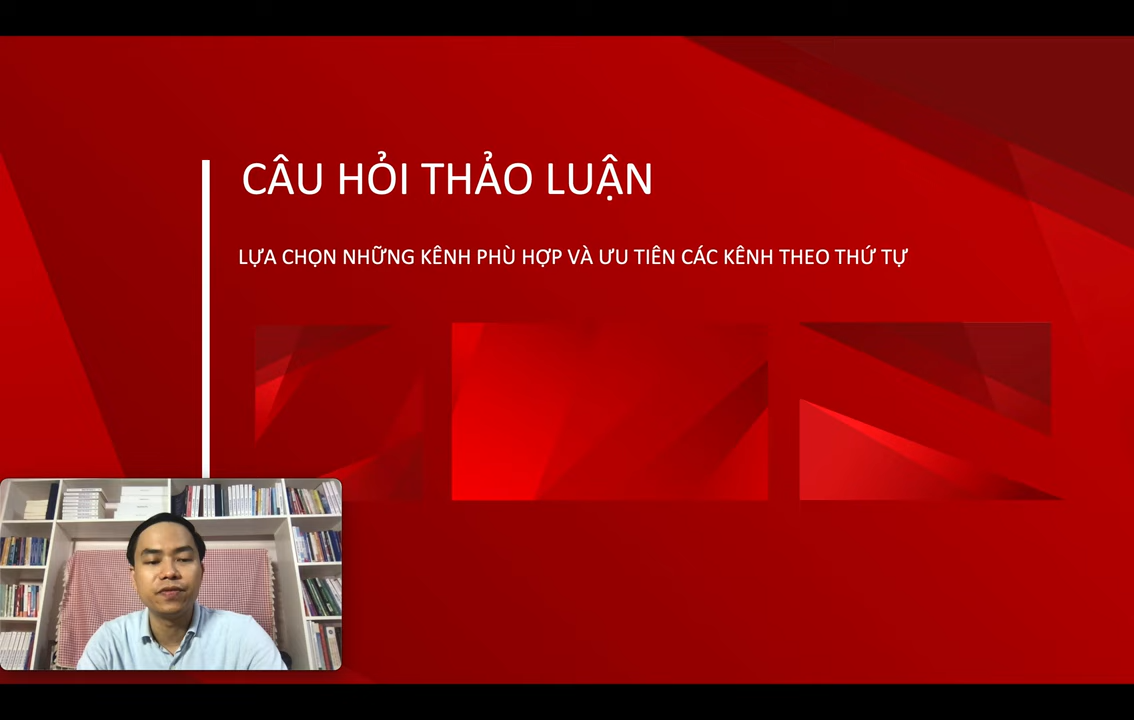 CÂU HỎI THẢO LUẬN
LỰA CHỌN NHỮNG KÊNH PHÙ HỢP VÀ ƯU TIÊN CÁC KÊNH THEO THỨ TỰ